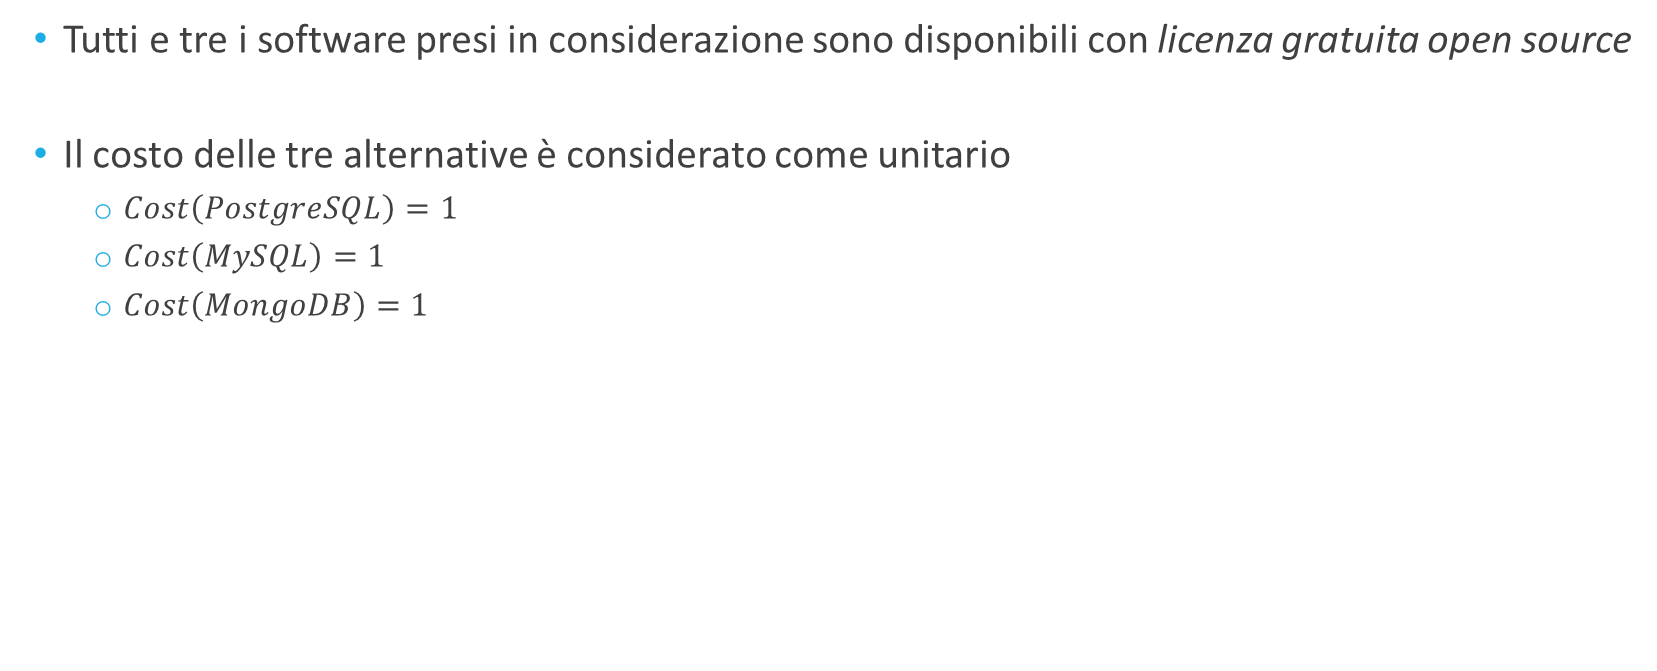 • Tutti e tre i software presi in considerazione sono disponibili con licenza gratuita open source
• Il costo delle tre alternative è considerato come unitario
○ Cost(PostgreSQL) = 1
○ Cost(MySQL) = 1
○ Cost(MongoDB) = 1